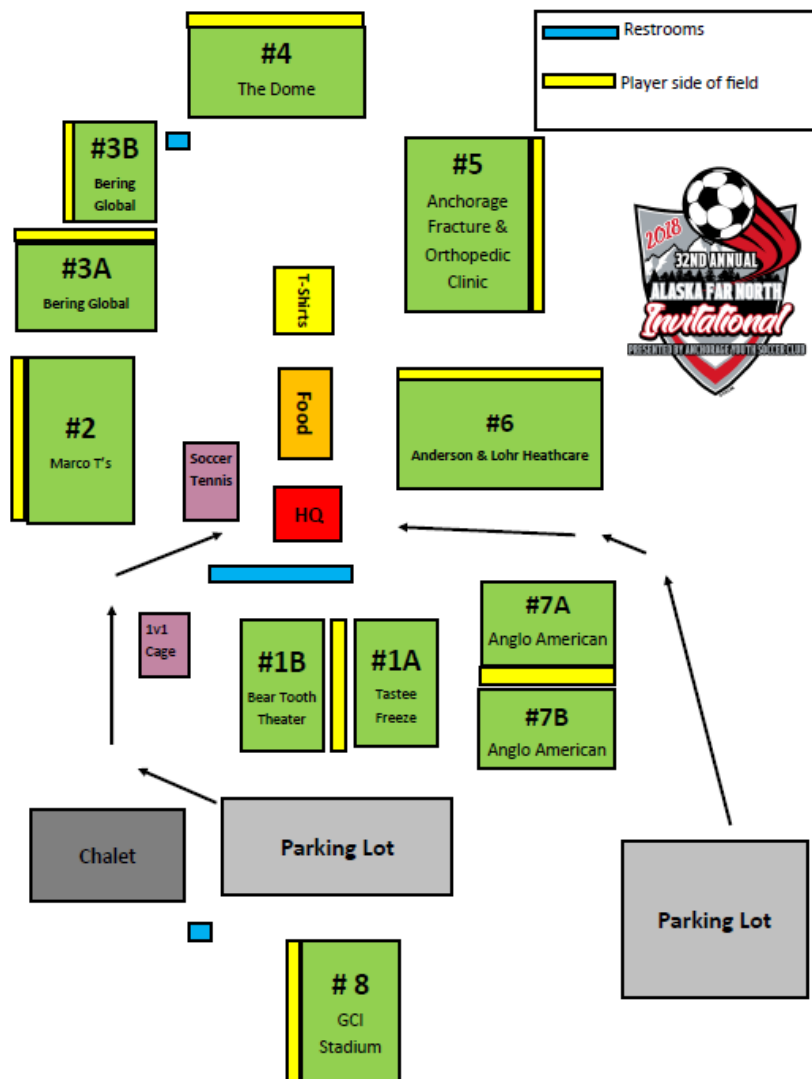 #4
The Dome
Restrooms
Player side of field
#3B
Bering
Global
#5
Anchorage
Fracture &
Orthopedic
Clinic
2018
32ND ANNUAL
ALASKA FAR NORTH
Invitational
PRESENTED BY ANCHORAGE YOUTH SOCCER CLUB
#3A
Bering Global
T-Shirts
#2
Marco T's
Food
#6
Anderson & Lohr Heathcare
Soccer
Tennis
HQ
1v1
Cage
#1B
Bear Tooth
Theater
#1A
Tastee
Freeze
#7A
Anglo American
#7B
Anglo American
Chalet
Parking Lot
Parking Lot
# 8
GCI
Stadium